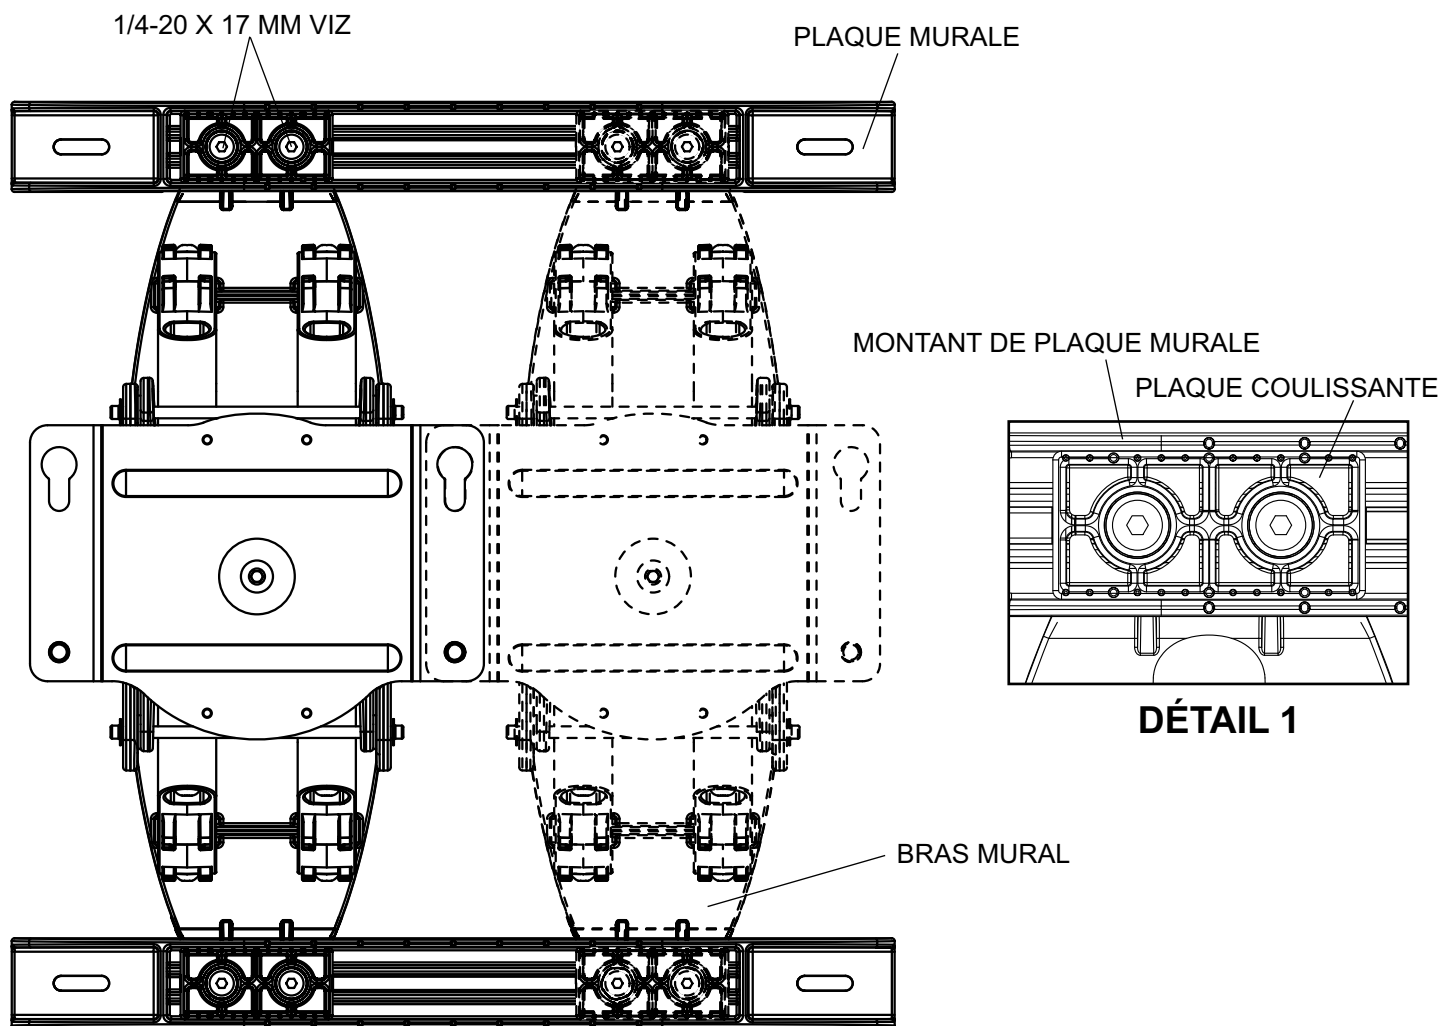 1/4-20 X 17 MM VIZ
PLAQUE MURALE
MONTANT DE PLAQUE MURALE
PLAQUE COULISSANTE
DÉTAIL 1
BRAS MURAL